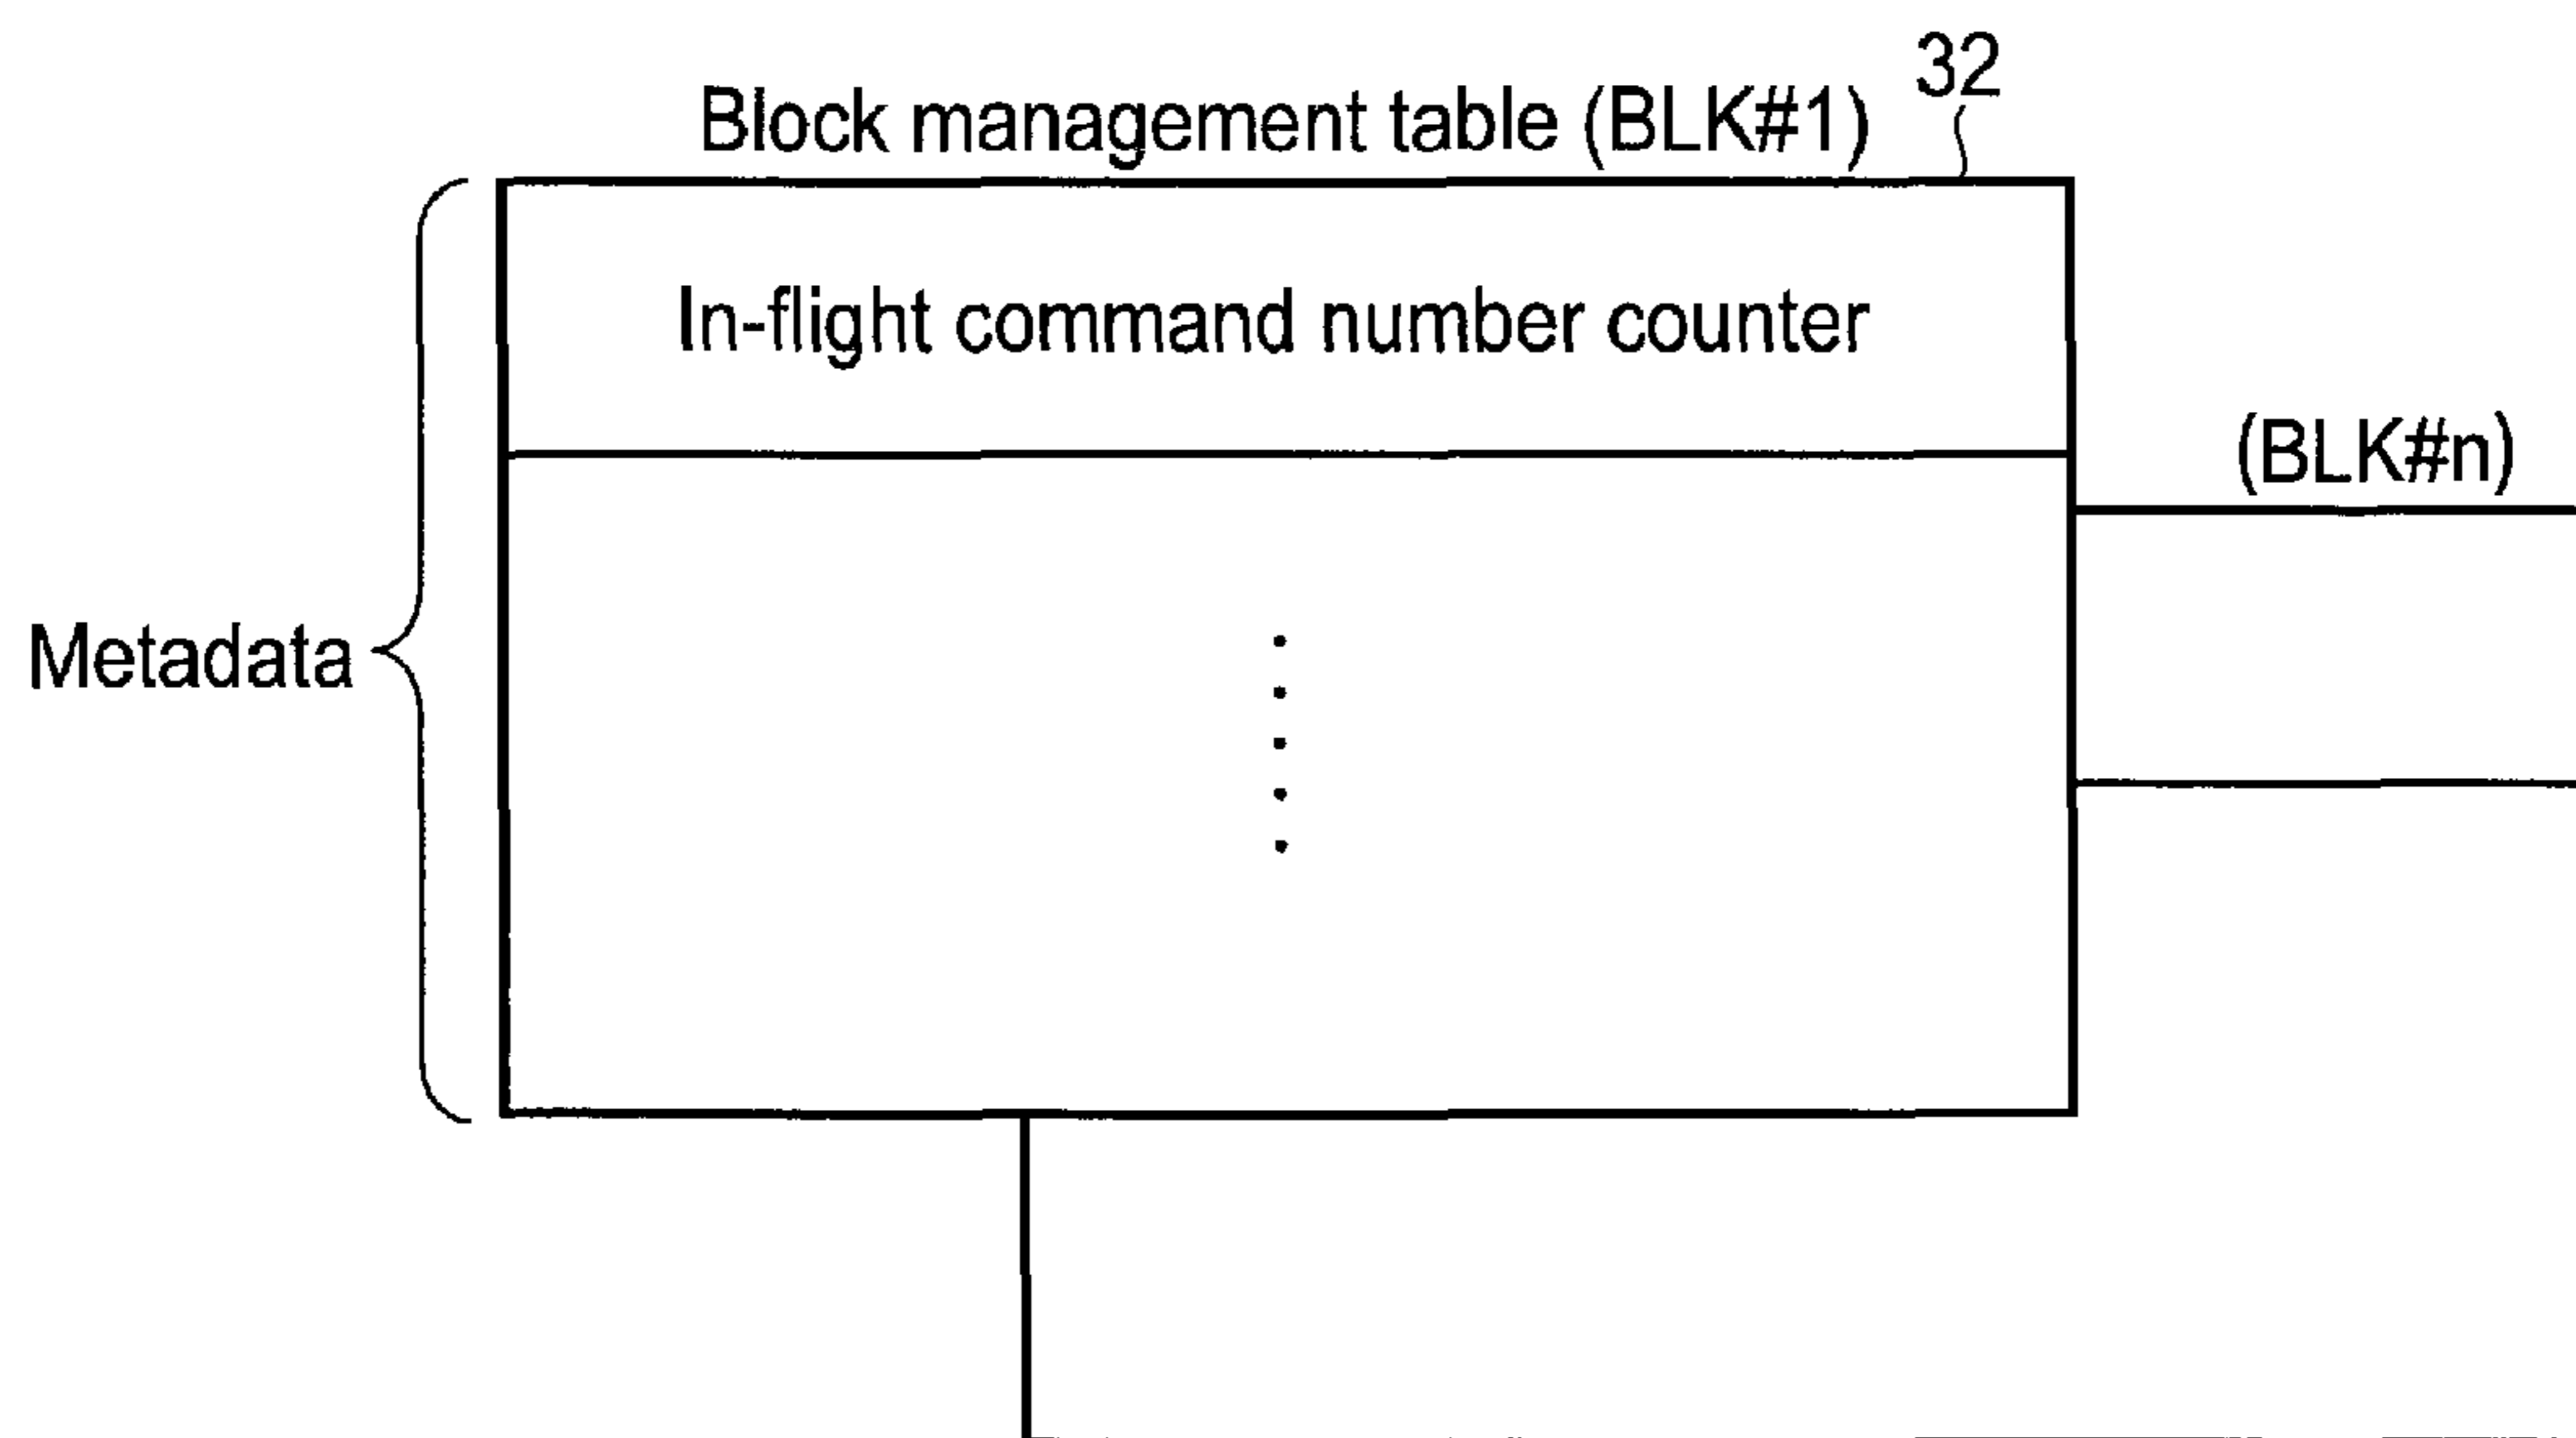 32
Block management table (BLK#1)
In-flight command number counter
(BLK#n)
Metadata